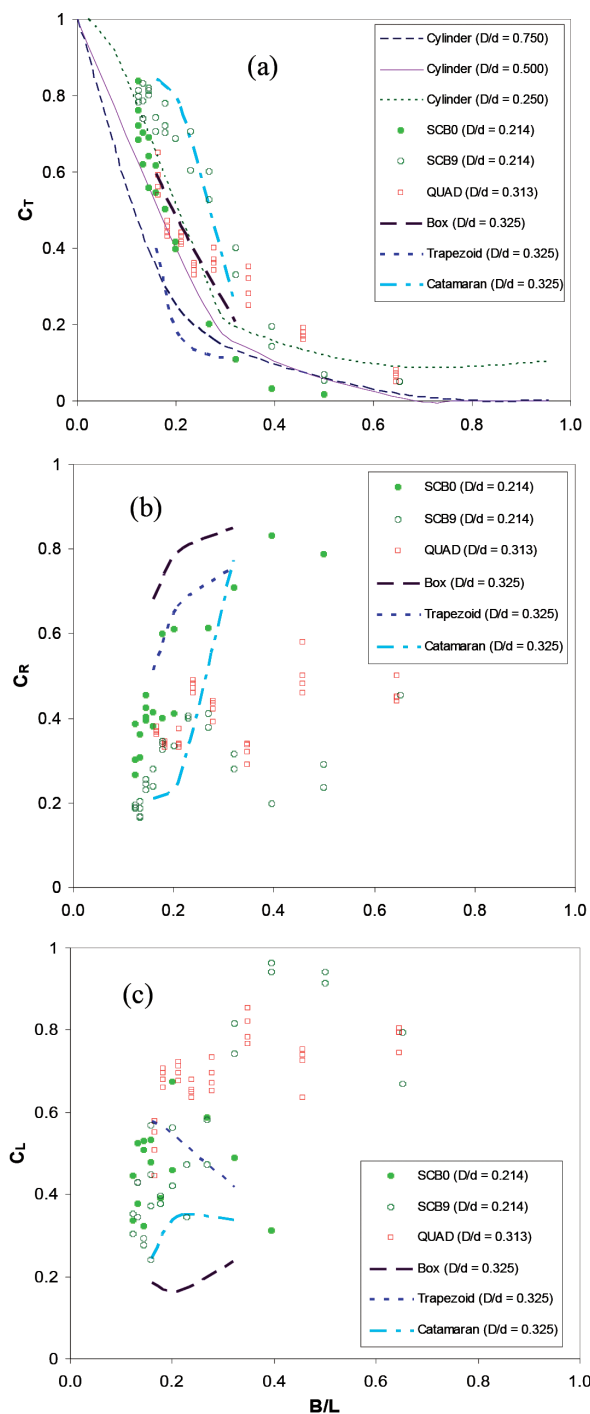 (a)
C_T
1
0.8
0.6
0.4
0.2
0
0.0 0.2 0.4 0.6 0.8 1.0
Cylinder (D/d = 0.750)
Cylinder (D/d = 0.500)
Cylinder (D/d = 0.250)
SCB0 (D/d = 0.214)
SCB9 (D/d = 0.214)
QUAD (D/d = 0.313)
Box (D/d = 0.325)
Trapezoid (D/d = 0.325)
Catamaran (D/d = 0.325)
(b)
C_R
1
0.8
0.6
0.4
0.2
0
0.0 0.2 0.4 0.6 0.8 1.0
SCB0 (D/d = 0.214)
SCB9 (D/d = 0.214)
QUAD (D/d = 0.313)
Box (D/d = 0.325)
Trapezoid (D/d = 0.325)
Catamaran (D/d = 0.325)
(c)
C_L
1
0.8
0.6
0.4
0.2
0
0.0 0.2 0.4 0.6 0.8 1.0
SCB0 (D/d = 0.214)
SCB9 (D/d = 0.214)
QUAD (D/d = 0.313)
Box (D/d = 0.325)
Trapezoid (D/d = 0.325)
Catamaran (D/d = 0.325)
B/L